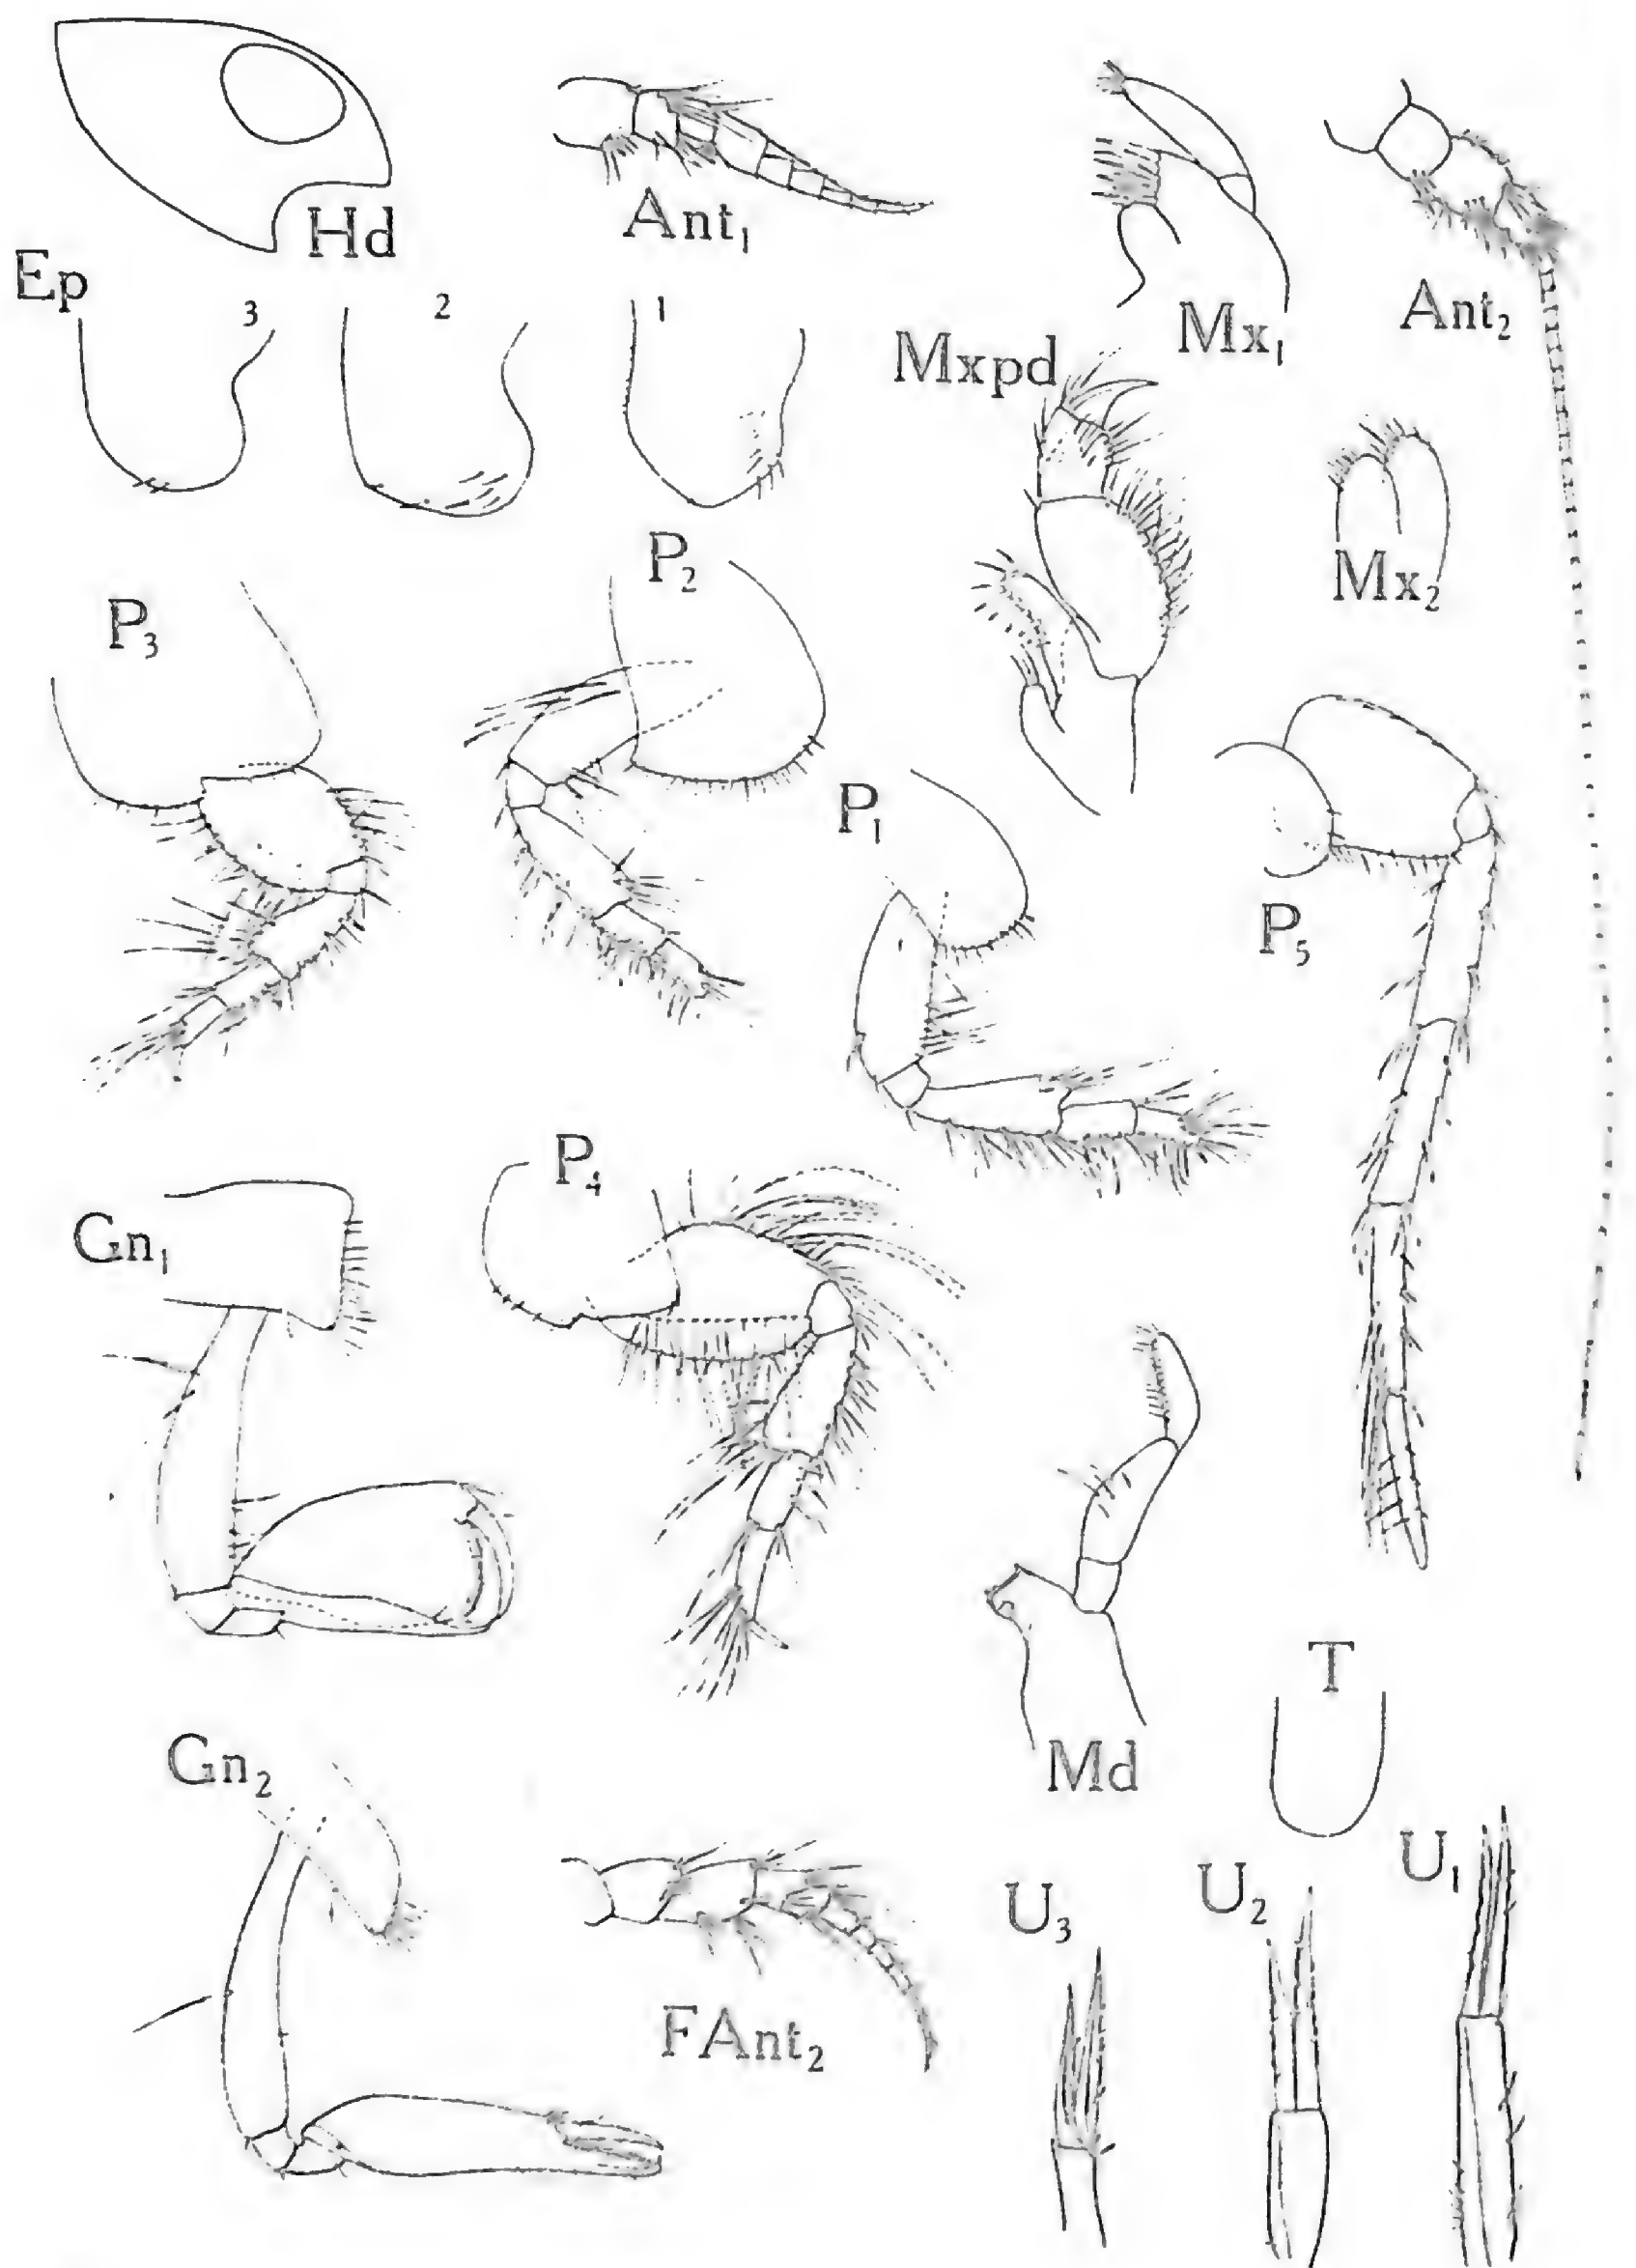 Hd
Ant₁
Mx₁
Ant₂
Ep
3
2
1
Mxpd
Mx₂
P₃
P₂
P₁
P₅
Gn₁
P₄
Md
T
Gn₂
FAnt₂
U₃
U₂
U₁